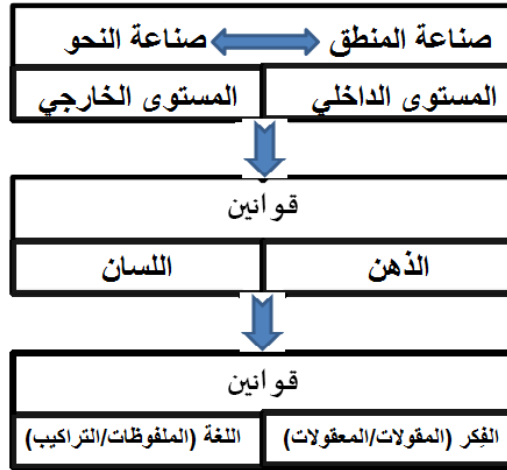 صناعة المنطق صناعة النحو
المستوى الداخلي المستوى الخارجي
قوانين
الذهن اللسان
قوانين
الفِكر (المقولات/المعقولات) اللغة (الملفوظات/التراكيب)